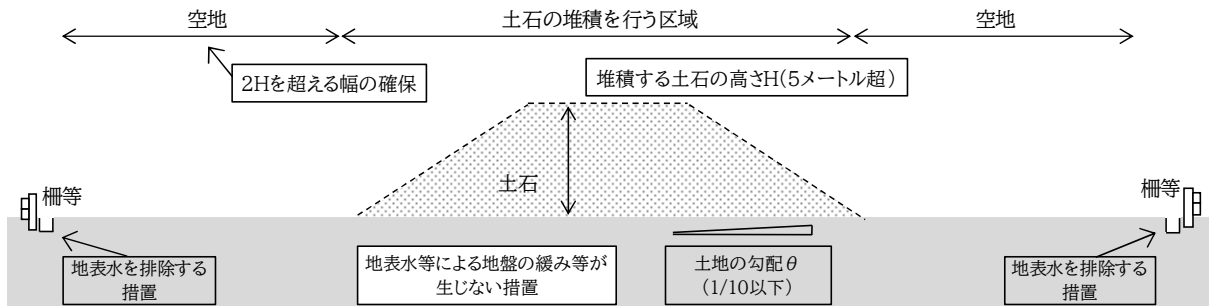 空地
土石の堆積を行う区域
空地
2Hを超える幅の確保
堆積する土石の高さH(5メートル超)
土石
柵等
柵等
地表水を排除する
措置
地表水等による地盤の緩み等が
生じない措置
土地の勾配θ
(1/10以下)
地表水を排除する
措置